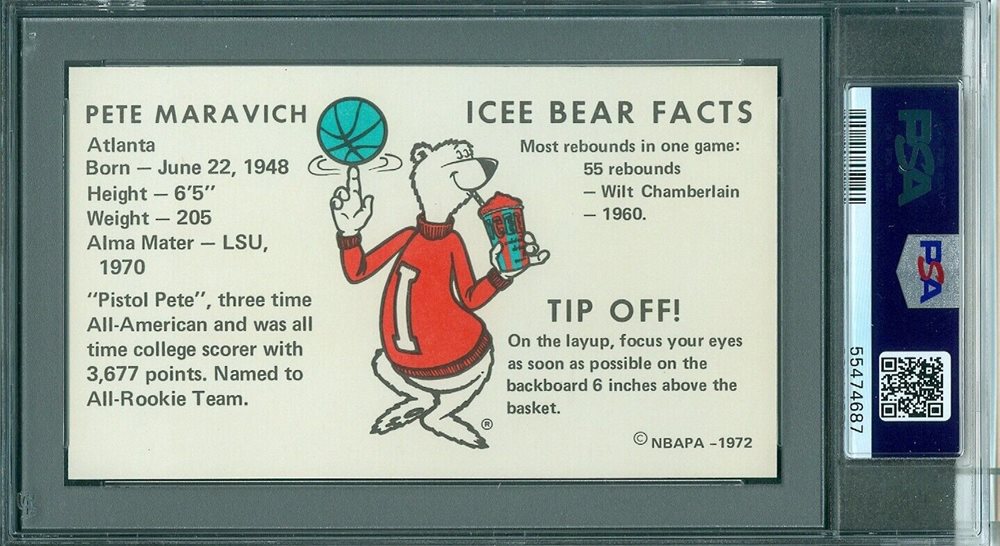 PETE MARAVICH
Atlanta
Born — June 22, 1948
Height — 6'5"
Weight — 205
Alma Mater — LSU,
1970
"Pistol Pete", three time
All-American and was all
time college scorer with
3,677 points. Named to
All-Rookie Team.
ICEE BEAR FACTS
Most rebounds in one game:
55 rebounds
— Wilt Chamberlain
— 1960.
ICEE
I
TIP OFF!
On the layup, focus your eyes
as soon as possible on the
backboard 6 inches above the
basket.
®
© NBAPA –1972
PSA
PSA
55474687